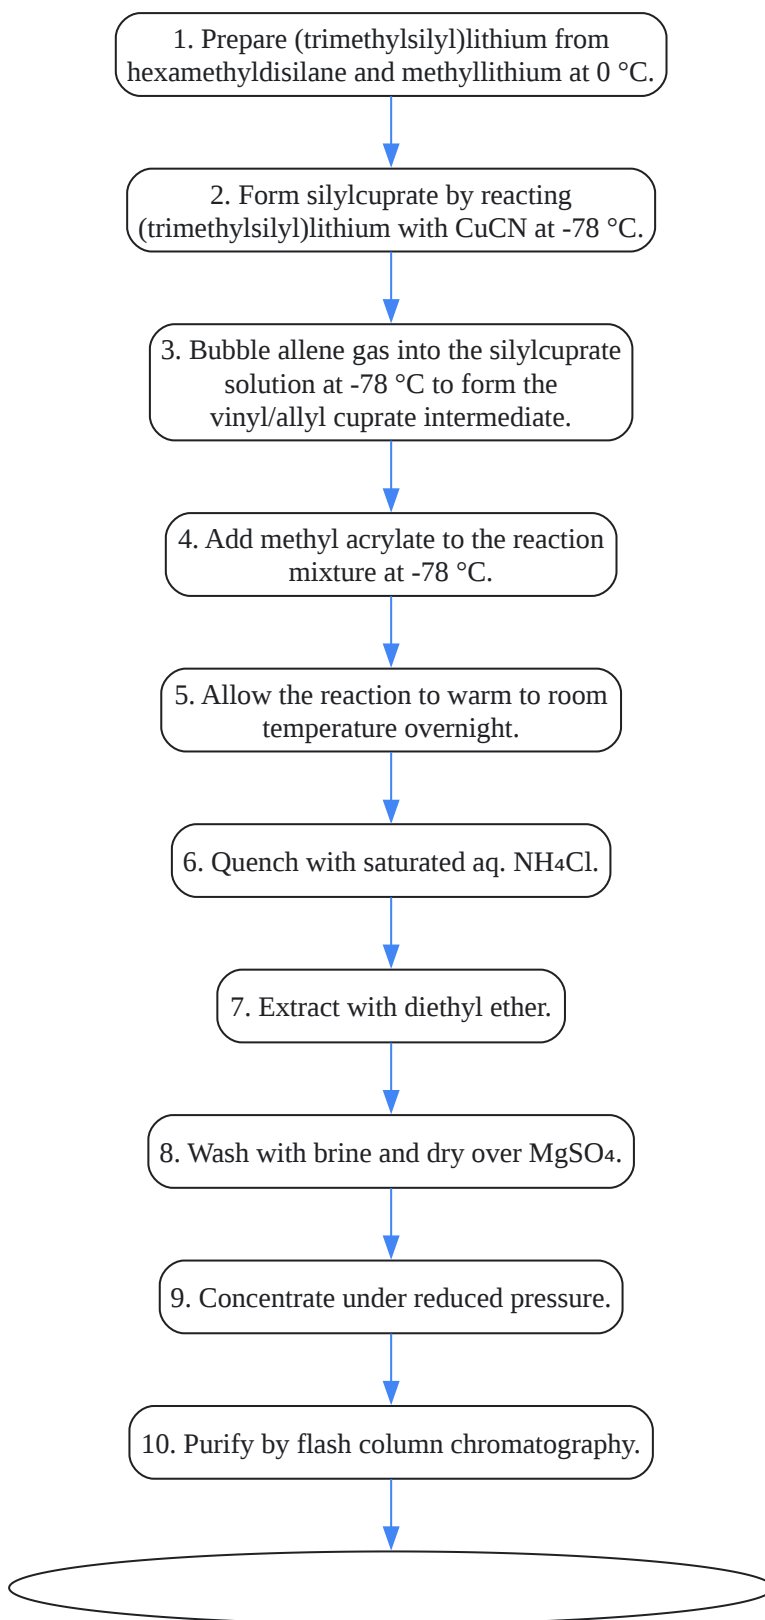 1. Prepare (trimethylsilyl)lithium from
hexamethyldisilane and methyllithium at 0 °C.
2. Form silylcuprate by reacting
(trimethylsilyl)lithium with CuCN at -78 °C.
3. Bubble allene gas into the silylcuprate
solution at -78 °C to form the
vinyl/allyl cuprate intermediate.
4. Add methyl acrylate to the reaction
mixture at -78 °C.
5. Allow the reaction to warm to room
temperature overnight.
6. Quench with saturated aq. NH₄Cl.
7. Extract with diethyl ether.
8. Wash with brine and dry over MgSO₄.
9. Concentrate under reduced pressure.
10. Purify by flash column chromatography.